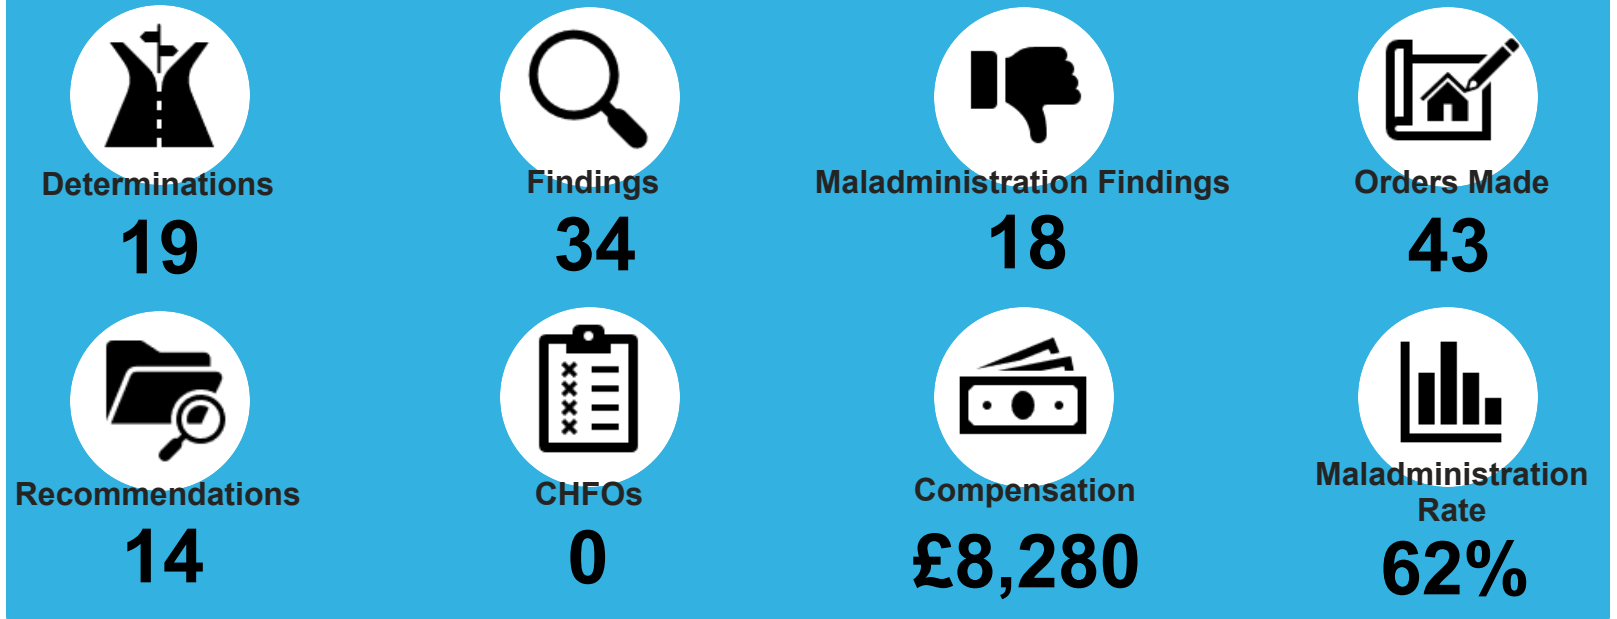 Determinations
19
Findings
34
Maladministration Findings
18
Orders Made
43
Recommendations
14
CHFOs
0
Compensation
£8,280
Maladministration
Rate
62%